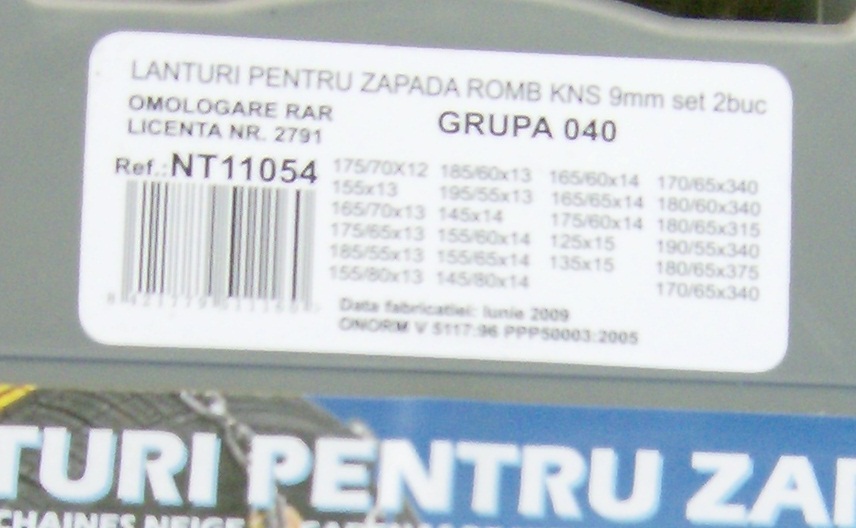 LANTURI PENTRU ZAPADA ROMB KNS 9mm set 2buc
OMOLOGARE RAR
LICENTA NR. 2791
GRUPA 040
Ref.:NT11054
175/70X12 185/60x13 165/60x14 170/65x340
155x13 195/55x13 165/65x14 180/60x340
165/70x13 145x14 175/60x14 180/65x315
175/65x13 155/60x14 125x15 190/55x340
185/55x13 155/65x14 135x15 180/65x375
155/80x13 145/80x14 170/65x340
Data fabricatiei: Iunie 2009
ONORM V 5117:96 PPP50003:2005
TURI PENTRU ZAP
CHAINES NEIGE